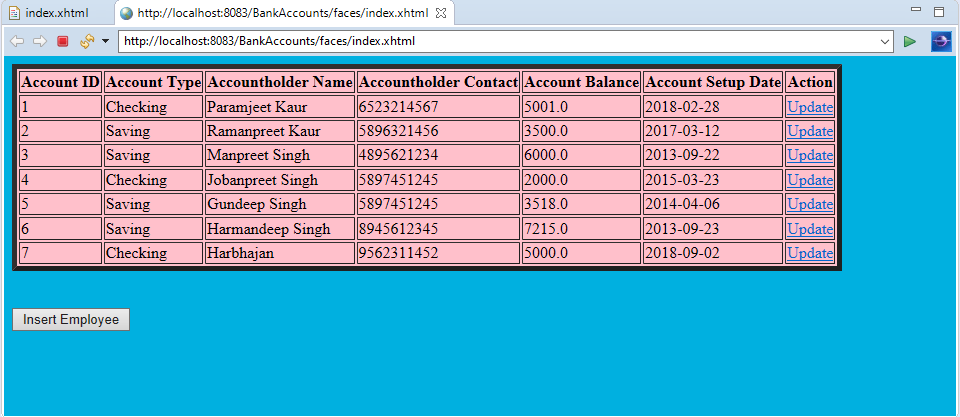 index.xhtml http://localhost:8083/BankAccounts/faces/index.xhtml
http://localhost:8083/BankAccounts/faces/index.xhtml
Account ID Account Type Accountholder Name Accountholder Contact Account Balance Account Setup Date Action
1 Checking Paramjeet Kaur 6523214567 5001.0 2018-02-28 Update
2 Saving Ramanpreet Kaur 5896321456 3500.0 2017-03-12 Update
3 Saving Manpreet Singh 4895621234 6000.0 2013-09-22 Update
4 Checking Jobanpreet Singh 5897451245 2000.0 2015-03-23 Update
5 Saving Gundeep Singh 5897451245 3518.0 2014-04-06 Update
6 Saving Harmandeep Singh 8945612345 7215.0 2013-09-23 Update
7 Checking Harbhajan 9562311452 5000.0 2018-09-02 Update
Insert Employee